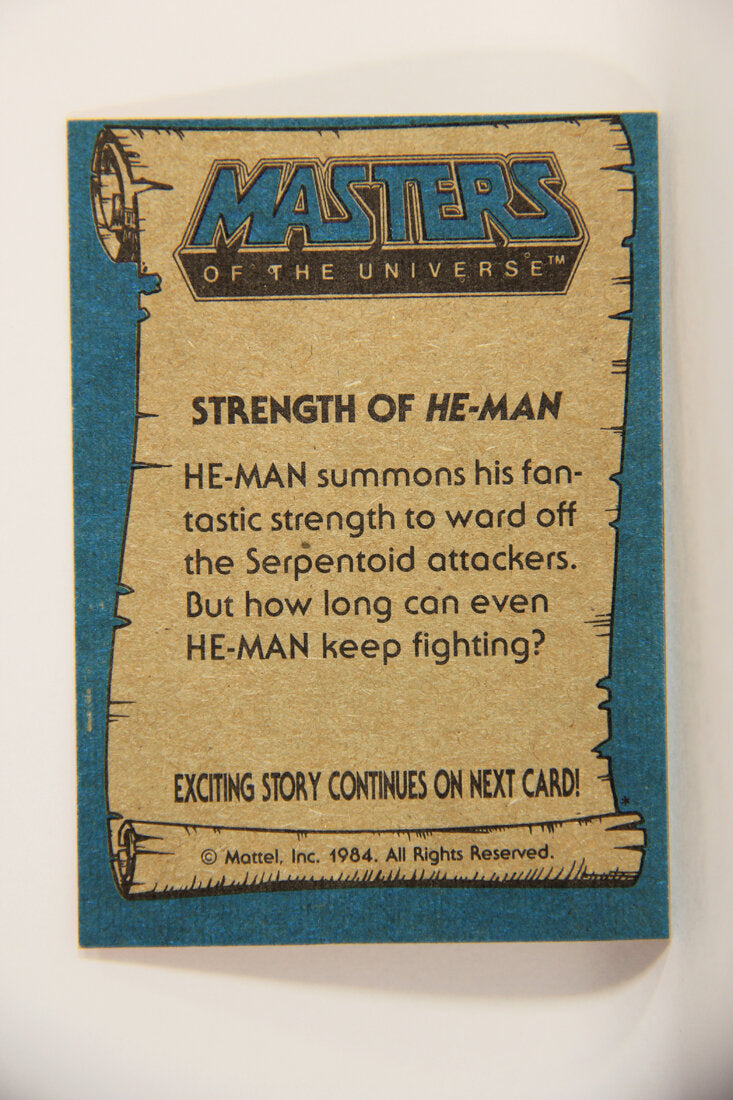 MASTERS
OF THE UNIVERSE™
STRENGTH OF HE-MAN
HE-MAN summons his fan-
tastic strength to ward off
the Serpentoid attackers.
But how long can even
HE-MAN keep fighting?
EXCITING STORY CONTINUES ON NEXT CARD!
*
© Mattel, Inc. 1984. All Rights Reserved.